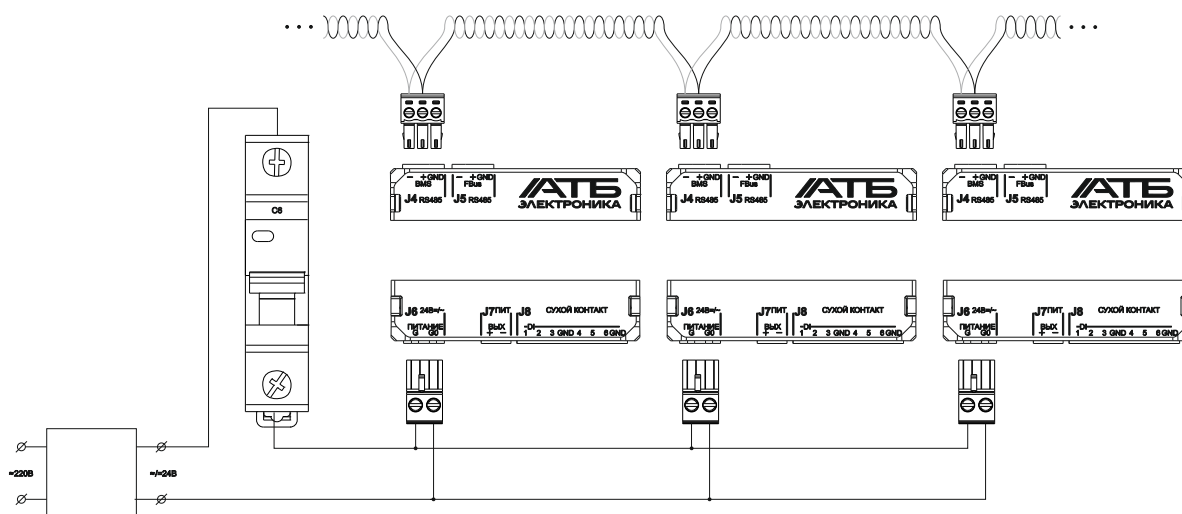 • • •
• • •
– +GND – +GND
BMS FBus
J4 RS485 J5 RS485
АТБ
ЭЛЕКТРОНИКА
– +GND – +GND
BMS FBus
J4 RS485 J5 RS485
АТБ
ЭЛЕКТРОНИКА
– +GND – +GND
BMS FBus
J4 RS485 J5 RS485
АТБ
ЭЛЕКТРОНИКА
C6
J6 24В=/~ J7 ПИТ J8 СУХОЙ КОНТАКТ
ПИТАНИЕ ВЫХ -DI
G G0 + – 1 2 3 GND 4 5 6 GND
J6 24В=/~ J7 ПИТ J8 СУХОЙ КОНТАКТ
ПИТАНИЕ ВЫХ -DI
G G0 + – 1 2 3 GND 4 5 6 GND
J6 24В=/~ J7 ПИТ J8 СУХОЙ КОНТАКТ
ПИТАНИЕ ВЫХ -DI
G G0 + – 1 2 3 GND 4 5 6 GND
≈220В
~/=24В